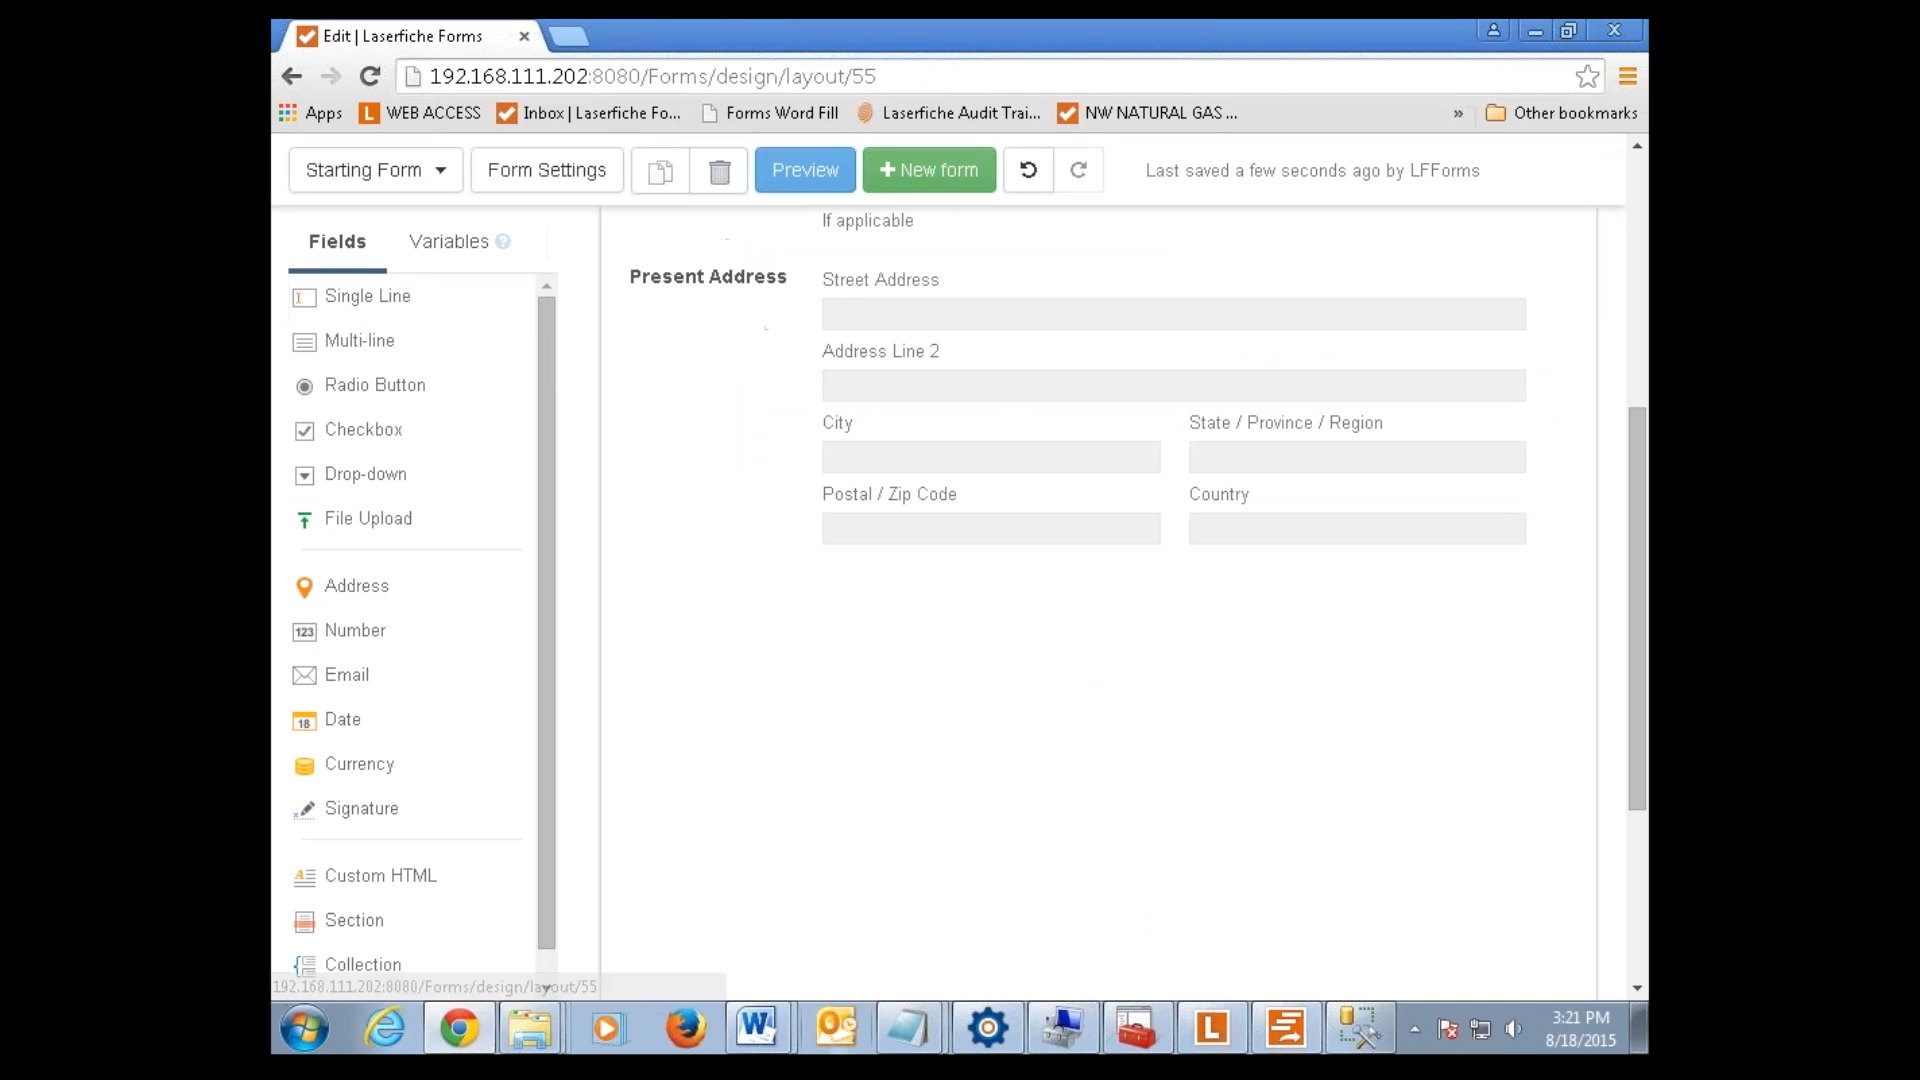 Edit | Laserfiche Forms
192.168.111.202:8080/Forms/design/layout/55
Apps WEB ACCESS Inbox | Laserfiche Fo... Forms Word Fill Laserfiche Audit Trai... NW NATURAL GAS ... » Other bookmarks
Starting Form Form Settings Preview + New form Last saved a few seconds ago by LFForms
Fields Variables ?
Single Line
Multi-line
Radio Button
Checkbox
Drop-down
File Upload
Address
123 Number
Email
18 Date
Currency
Signature
Custom HTML
Section
Collection
192.168.111.202:8080/Forms/design/layout/55
If applicable
Present Address Street Address
Address Line 2
City State / Province / Region
Postal / Zip Code Country
3:21 PM
8/18/2015